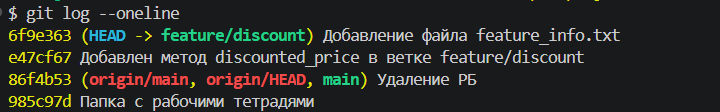 $ git log --oneline
6f9e363 (HEAD -> feature/discount) Добавление файла feature_info.txt
e47cf67 Добавлен метод discounted_price в ветке feature/discount
86f4b53 (origin/main, origin/HEAD, main) Удаление РБ
985c97d Папка с рабочими тетрадями